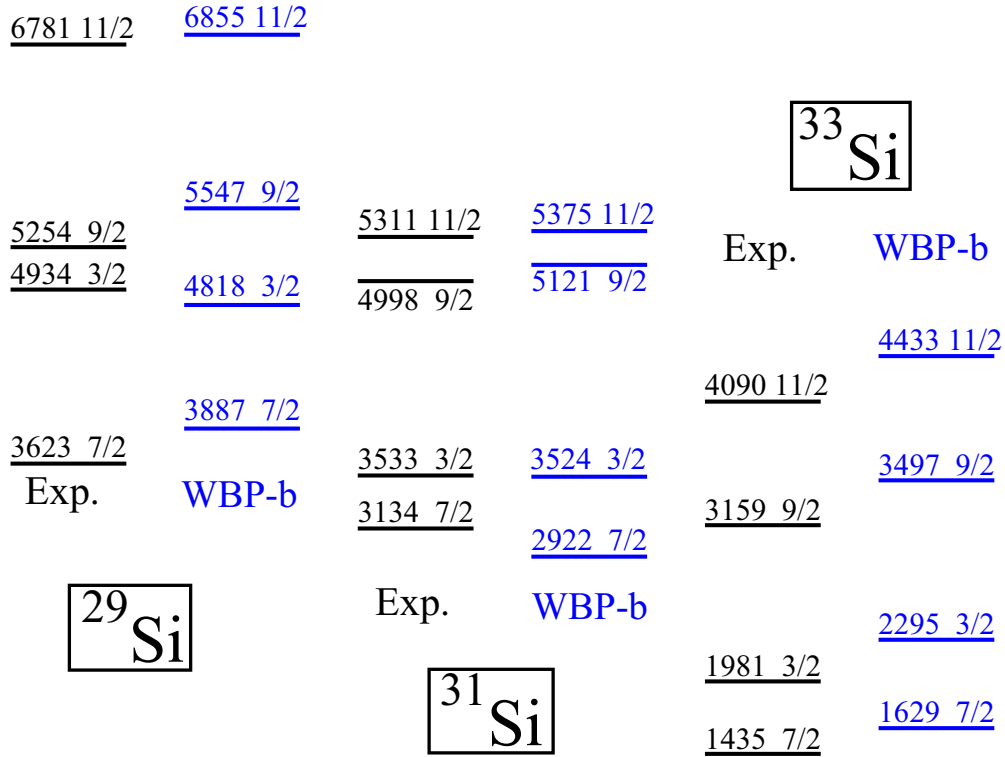 6781 11/2
6855 11/2
5547 9/2
5254 9/2
4934 3/2
4818 3/2
3887 7/2
3623 7/2
Exp.
WBP-b
29Si
5311 11/2
5375 11/2
4998 9/2
5121 9/2
3533 3/2
3524 3/2
3134 7/2
2922 7/2
Exp.
WBP-b
31Si
33Si
Exp.
WBP-b
4433 11/2
4090 11/2
3497 9/2
3159 9/2
2295 3/2
1981 3/2
1629 7/2
1435 7/2